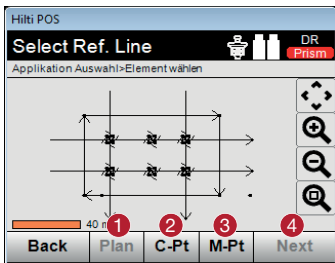 Hilti POS
Select Ref. Line
DR
Prism
Applikation Auswahl>Element wählen
40 m
1 2 3 4
Back Plan C-Pt M-Pt Next